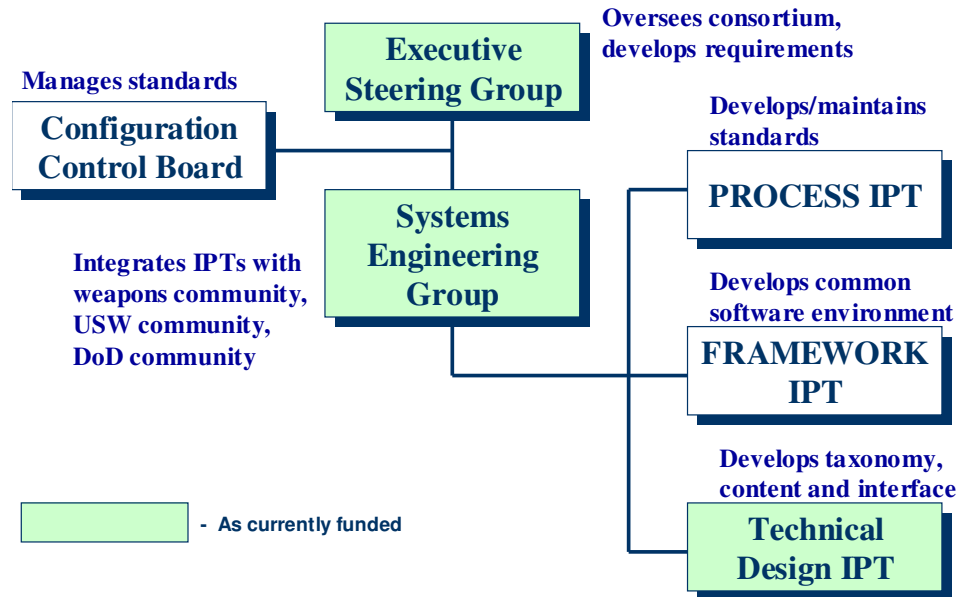 Oversees consortium,
develops requirements
Executive
Steering Group
Manages standards
Configuration
Control Board
Develops/maintains
standards
PROCESS IPT
Systems
Engineering
Group
Integrates IPTs with
weapons community,
USW community,
DoD community
Develops common
software environment
FRAMEWORK
IPT
Develops taxonomy,
content and interface
Technical
Design IPT
- As currently funded